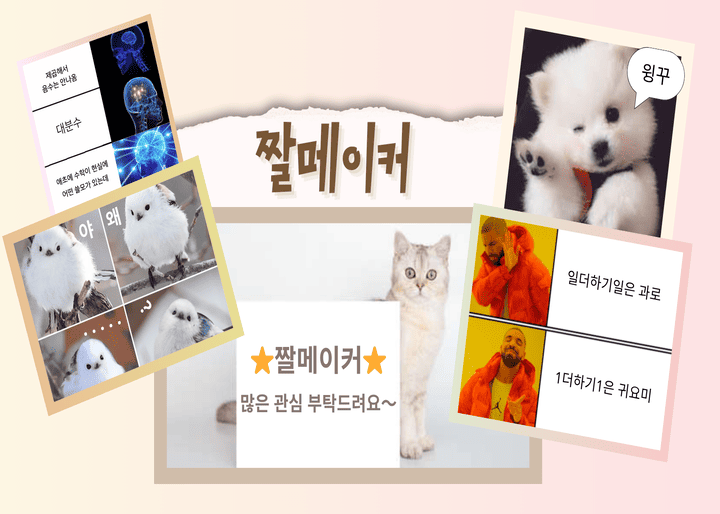 제곱해서
음수는 안나옴
대분수
애초에 수학이 현실에
어떤 쓸모가 있는데
윙꾸
짤메이커
야
왜
.....
?
일더하기일은 과로
1더하기1은 귀요미
⭐짤메이커⭐
많은 관심 부탁드려요~